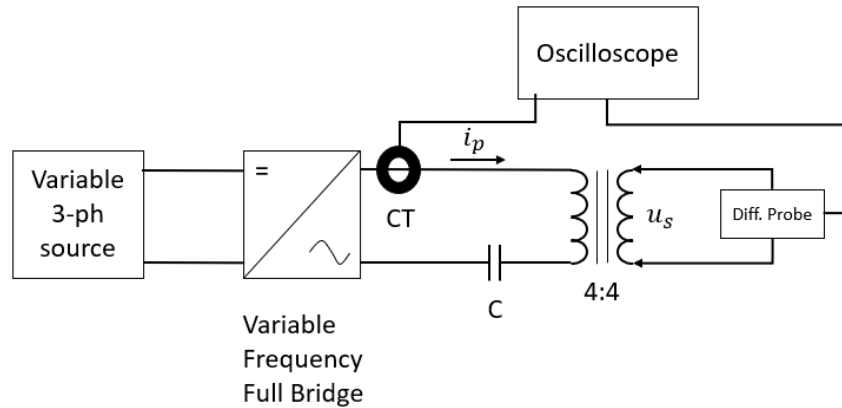 Oscilloscope
i_p
Variable
3-ph
source
=
CT
u_s
Diff. Probe
C
4:4
Variable
Frequency
Full Bridge